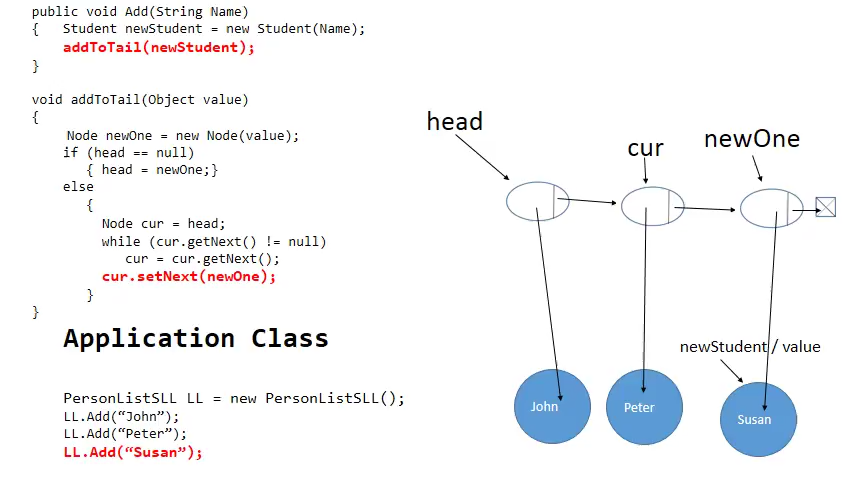 public void Add(String Name)
{   Student newStudent = new Student(Name);
addToTail(newStudent);
}
void addToTail(Object value)
{
Node newOne = new Node(value);
if (head == null)
{ head = newOne;}
else
{
Node cur = head;
while (cur.getNext() != null)
cur = cur.getNext();
cur.setNext(newOne);
}
}
Application Class
PersonListSLL LL = new PersonListSLL();
LL.Add(“John”);
LL.Add(“Peter”);
LL.Add(“Susan”);
head
cur
newOne
newStudent / value
John
Peter
Susan